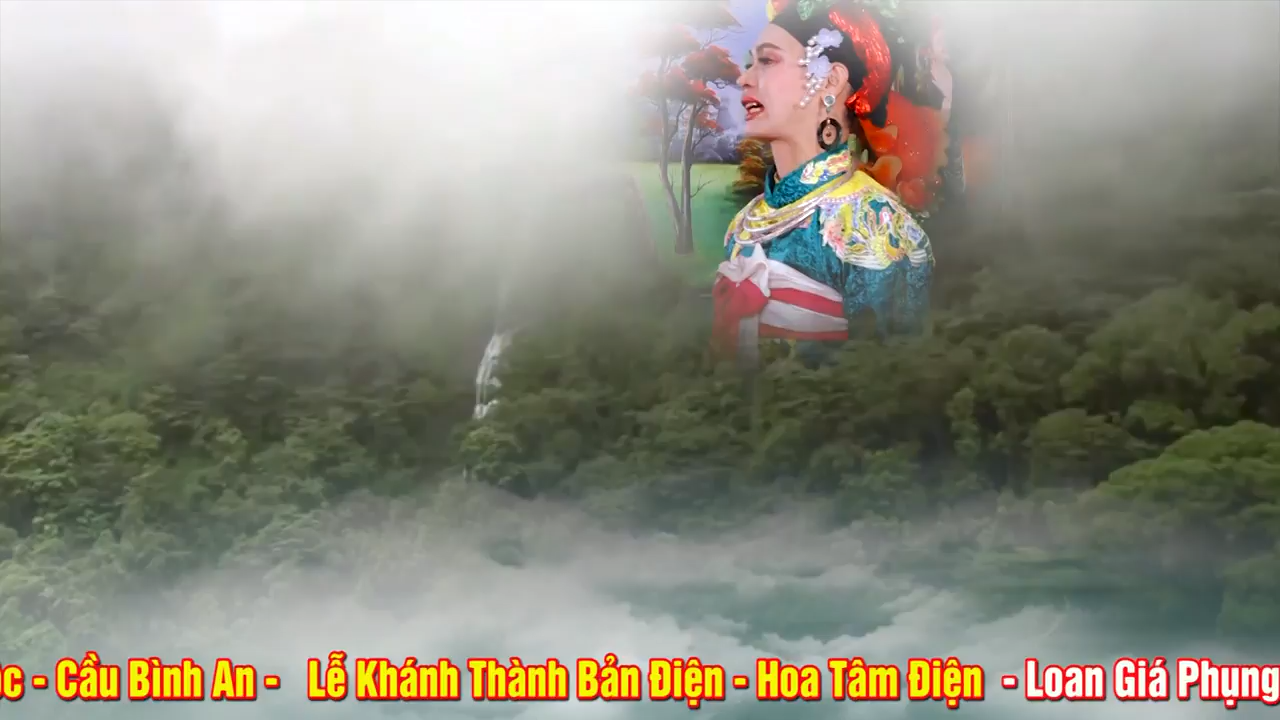 - Cầu Bình An - Lễ Khánh Thành Bản Điện - Hoa Tâm Điện - Loan Giá Phụng